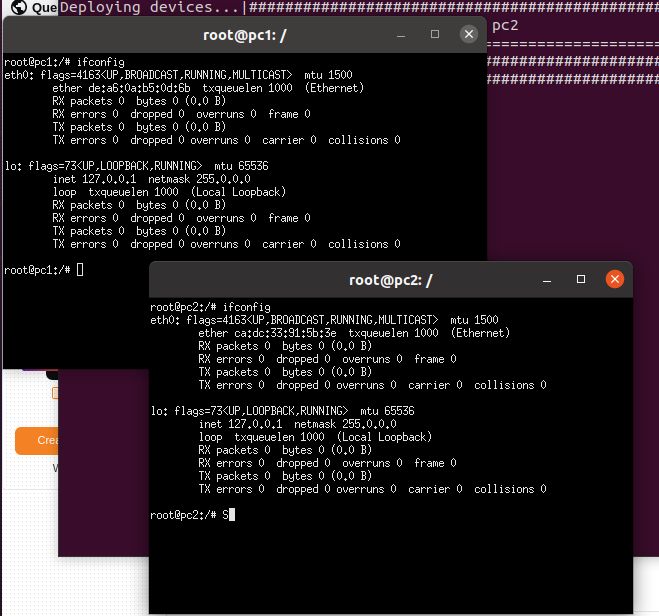 Que
Deploying devices...|##############################################
pc2
root@pc1: /
root@pc1:/# ifconfig
eth0: flags=4163<UP,BROADCAST,RUNNING,MULTICAST>  mtu 1500
        ether de:a6:0a:b5:0d:6b  txqueuelen 1000  (Ethernet)
        RX packets 0  bytes 0 (0.0 B)
        RX errors 0  dropped 0  overruns 0  frame 0
        TX packets 0  bytes 0 (0.0 B)
        TX errors 0  dropped 0 overruns 0  carrier 0  collisions 0
lo: flags=73<UP,LOOPBACK,RUNNING>  mtu 65536
        inet 127.0.0.1  netmask 255.0.0.0
        loop  txqueuelen 1000  (Local Loopback)
        RX packets 0  bytes 0 (0.0 B)
        RX errors 0  dropped 0  overruns 0  frame 0
        TX packets 0  bytes 0 (0.0 B)
        TX errors 0  dropped 0 overruns 0  carrier 0  collisions 0
root@pc1:/#
root@pc2: /
root@pc2:/# ifconfig
eth0: flags=4163<UP,BROADCAST,RUNNING,MULTICAST>  mtu 1500
        ether ca:dc:33:91:5b:3e  txqueuelen 1000  (Ethernet)
        RX packets 0  bytes 0 (0.0 B)
        RX errors 0  dropped 0  overruns 0  frame 0
        TX packets 0  bytes 0 (0.0 B)
        TX errors 0  dropped 0 overruns 0  carrier 0  collisions 0
lo: flags=73<UP,LOOPBACK,RUNNING>  mtu 65536
        inet 127.0.0.1  netmask 255.0.0.0
        loop  txqueuelen 1000  (Local Loopback)
        RX packets 0  bytes 0 (0.0 B)
        RX errors 0  dropped 0  overruns 0  frame 0
        TX packets 0  bytes 0 (0.0 B)
        TX errors 0  dropped 0 overruns 0  carrier 0  collisions 0
root@pc2:/# S
Crea
W